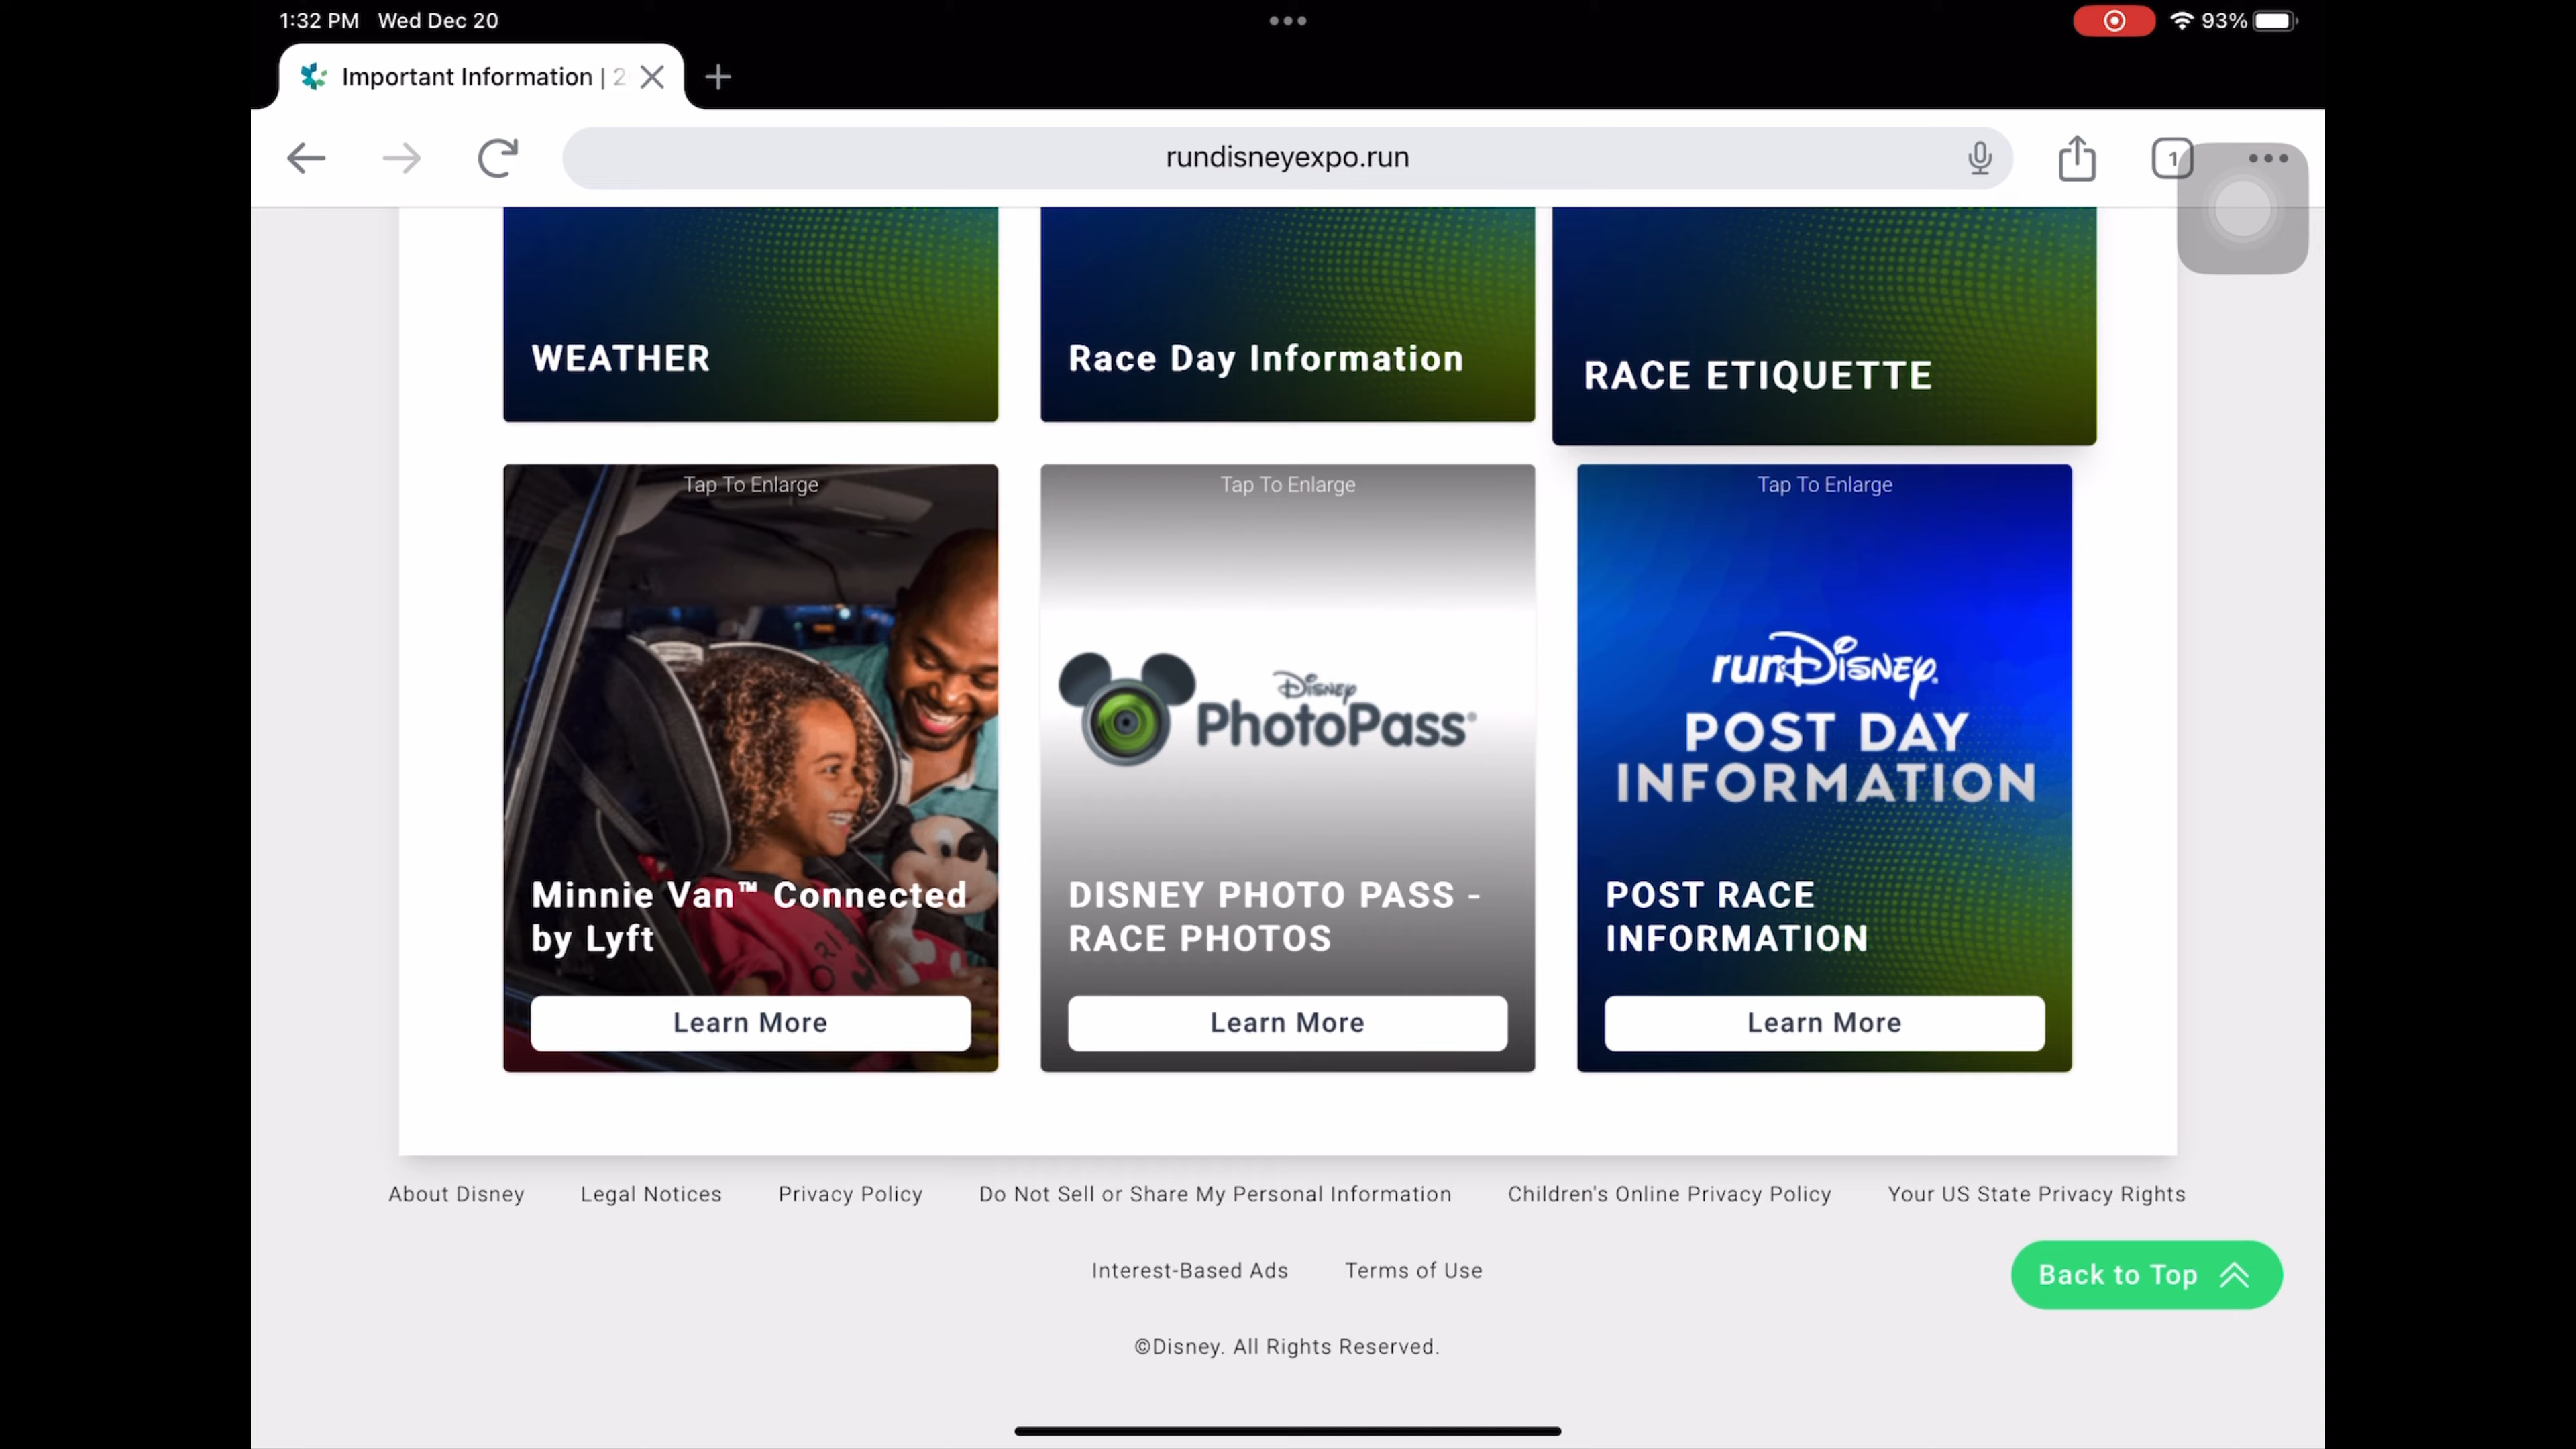 1:32 PM Wed Dec 20
93%
Important Information | 2
rundisneyexpo.run
1
WEATHER
Race Day Information
RACE ETIQUETTE
Tap To Enlarge
Minnie Van™ Connected
by Lyft
Learn More
Tap To Enlarge
Disney
PhotoPass®
DISNEY PHOTO PASS -
RACE PHOTOS
Learn More
Tap To Enlarge
runDisney®
POST DAY
INFORMATION
POST RACE
INFORMATION
Learn More
About Disney Legal Notices Privacy Policy Do Not Sell or Share My Personal Information Children's Online Privacy Policy Your US State Privacy Rights
Interest-Based Ads Terms of Use
Back to Top
©Disney. All Rights Reserved.